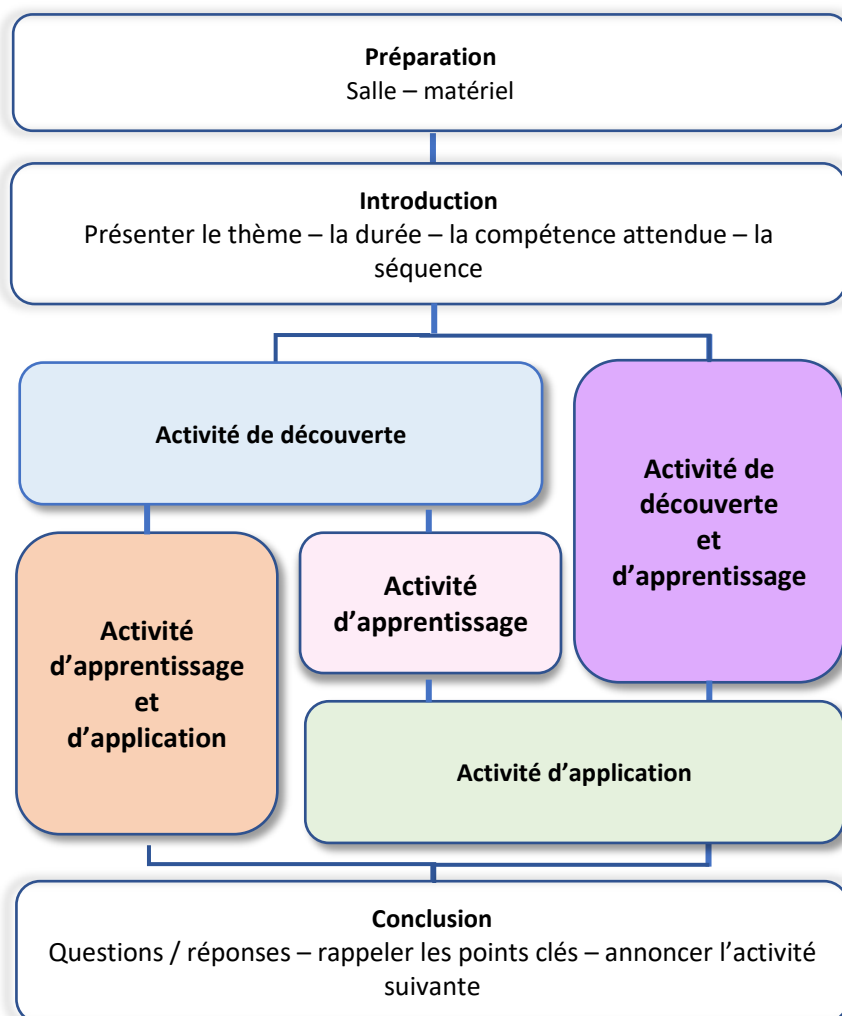 Préparation
Salle – matériel
Introduction
Présenter le thème – la durée – la compétence attendue – la
séquence
Activité de découverte
Activité de
découverte
et
d’apprentissage
Activité
d’apprentissage
et
d’application
Activité
d’apprentissage
Activité d’application
Conclusion
Questions / réponses – rappeler les points clés – annoncer l’activité
suivante